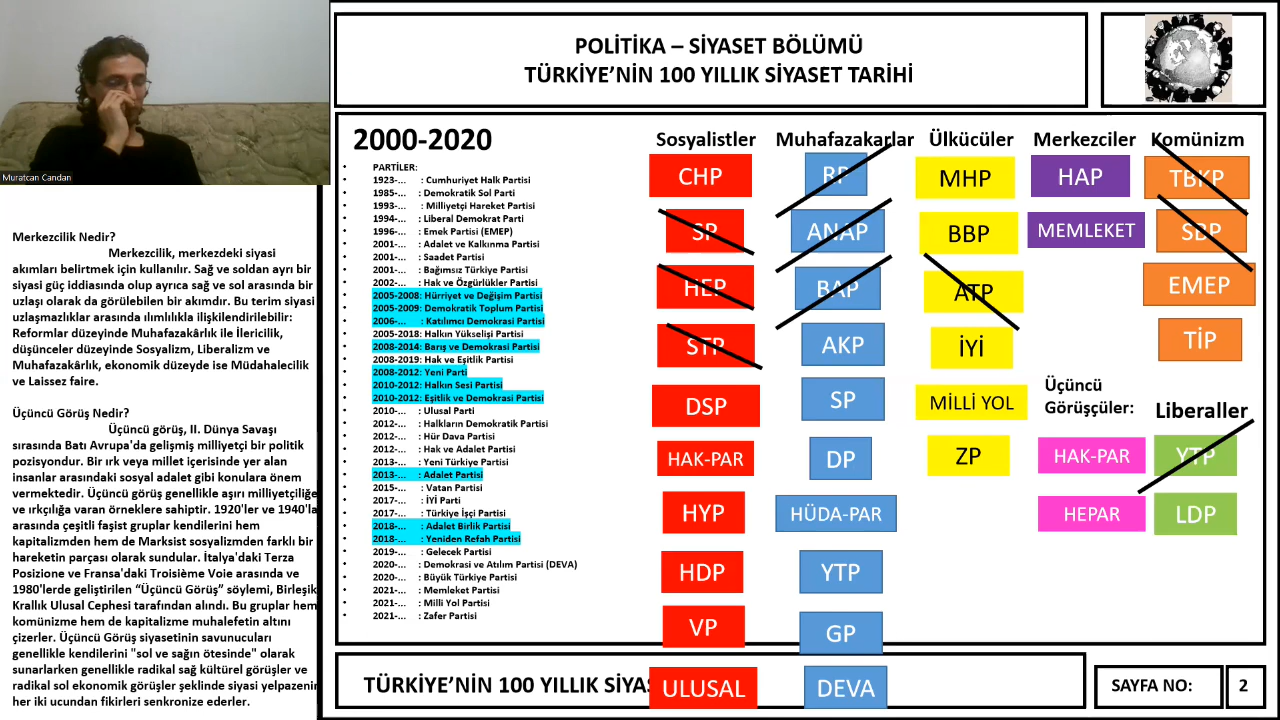 Muratcan Candan
Merkezcilik Nedir?
Merkezcilik, merkezdeki siyasi
akımları belirtmek için kullanılır. Sağ ve soldan ayrı bir
siyasi güç iddiasında olup ayrıca sağ ve sol arasında bir
uzlaşı olarak da görülebilen bir akımdır. Bu terim siyasi
uzlaşmazlıklar arasında ılımlılıkla ilişkilendirilebilir:
Reformlar düzeyinde Muhafazakârlık ile İlericilik,
düşünceler düzeyinde Sosyalizm, Liberalizm ve
Muhafazakârlık, ekonomik düzeyde ise Müdahalecilik
ve Laissez faire.
Üçüncü Görüş Nedir?
Üçüncü görüş, II. Dünya Savaşı
sırasında Batı Avrupa'da gelişmiş milliyetçi bir politik
pozisyondur. Bir ırk veya millet içerisinde yer alan
insanlar arasındaki sosyal adalet gibi konulara önem
vermektedir. Üçüncü görüş genellikle aşırı milliyetçiliğe
ve ırkçılığa varan örneklere sahiptir. 1920'ler ve 1940'la
arasında çeşitli faşist gruplar kendilerini hem
kapitalizmden hem de Marksist sosyalizmden farklı bir
hareketin parçası olarak sundular. İtalya'daki Terza
Posizione ve Fransa'daki Troisième Voie arasında ve
1980'lerde geliştirilen “Üçüncü Görüş” söylemi, Birleşik
Krallık Ulusal Cephesi tarafından alındı. Bu gruplar hem
komünizme hem de kapitalizme muhalefetin altını
çizerler. Üçüncü Görüş siyasetinin savunucuları
genellikle kendilerini "sol ve sağın ötesinde" olarak
sunarlarken genellikle radikal sağ kültürel görüşler ve
radikal sol ekonomik görüşler şeklinde siyasi yelpazenin
her iki ucundan fikirleri senkronize ederler.
POLİTİKA – SİYASET BÖLÜMÜ
TÜRKİYE’NİN 100 YILLIK SİYASET TARİHİ
2000-2020
PARTİLER:
1923-... : Cumhuriyet Halk Partisi
1985-... : Demokratik Sol Parti
1993-... : Milliyetçi Hareket Partisi
1994-... : Liberal Demokrat Parti
1996-... : Emek Partisi (EMEP)
2001-... : Adalet ve Kalkınma Partisi
2001-... : Saadet Partisi
2001-... : Bağımsız Türkiye Partisi
2002-... : Hak ve Özgürlükler Partisi
2005-2008: Hürriyet ve Değişim Partisi
2005-2009: Demokratik Toplum Partisi
2006-... : Katılımcı Demokrasi Partisi
2005-2018: Halkın Yükselişi Partisi
2008-2014: Barış ve Demokrasi Partisi
2008-2019: Hak ve Eşitlik Partisi
2008-2012: Yeni Parti
2010-2012: Halkın Sesi Partisi
2010-2012: Eşitlik ve Demokrasi Partisi
2010-... : Ulusal Parti
2012-... : Halkların Demokratik Partisi
2012-... : Hür Dava Partisi
2012-... : Hak ve Adalet Partisi
2013-... : Yeni Türkiye Partisi
2013-... : Adalet Partisi
2015-... : Vatan Partisi
2017-... : İYİ Parti
2017-... : Türkiye İşçi Partisi
2018-... : Adalet Birlik Partisi
2018-... : Yeniden Refah Partisi
2019-... : Gelecek Partisi
2020-... : Demokrasi ve Atılım Partisi (DEVA)
2020-... : Büyük Türkiye Partisi
2021-... : Memleket Partisi
2021-... : Milli Yol Partisi
2021-... : Zafer Partisi
Sosyalistler
CHP
SP
HEP
STP
DSP
HAK-PAR
HYP
HDP
VP
ULUSAL
Muhafazakarlar
RP
ANAP
BAP
AKP
SP
DP
HÜDA-PAR
YTP
GP
DEVA
Ülkücüler
MHP
BBP
ATP
İYİ
MİLLİ YOL
ZP
Merkezciler
HAP
MEMLEKET
Üçüncü
Görüşçüler:
HAK-PAR
HEPAR
Komünizm
TBKP
SBP
EMEP
TİP
Liberaller
YTP
LDP
TÜRKİYE’NİN 100 YILLIK SİYAS
SAYFA NO:
2